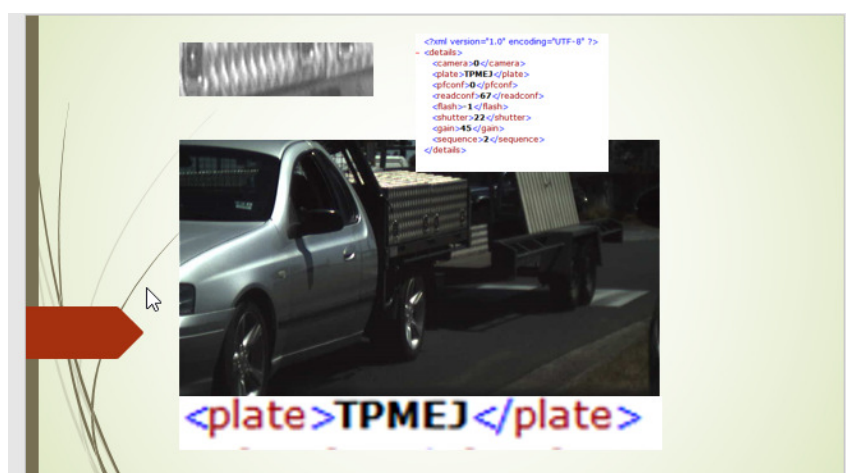 <?xml version="1.0" encoding="UTF-8" ?>
- <details>
<camera>0</camera>
<plate>TPMEJ</plate>
<pfconf>0</pfconf>
<readconf>67</readconf>
<flash>-1</flash>
<shutter>22</shutter>
<gain>45</gain>
<sequence>2</sequence>
</details>
<plate>TPMEJ</plate>